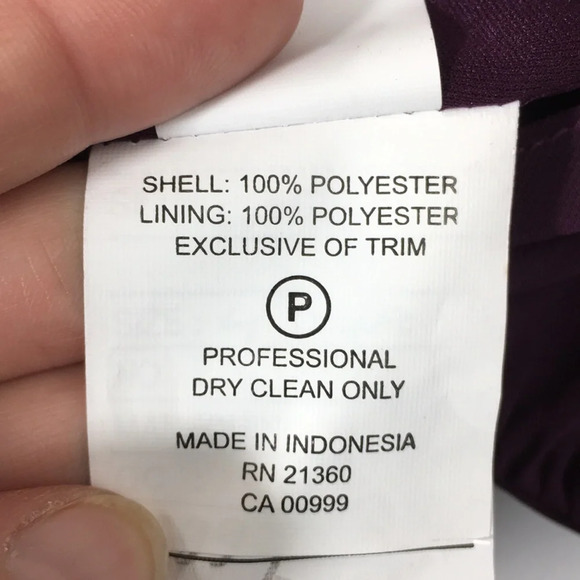 SHELL: 100% POLYESTER
LINING: 100% POLYESTER
EXCLUSIVE OF TRIM
P
PROFESSIONAL
DRY CLEAN ONLY
MADE IN INDONESIA
RN 21360
CA 00999